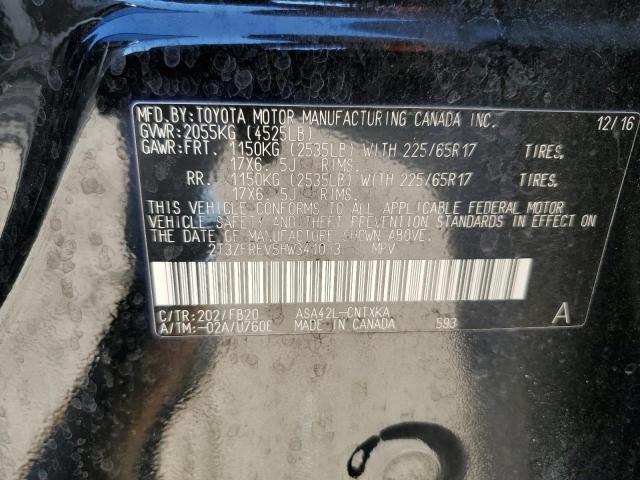 MFD.BY:TOYOTA MOTOR MANUFACTURING CANADA INC. 12/16
GVWR:2055KG (4525LB)
GAWR:FRT. 1150KG (2535LB) WITH 225/65R17 TIRES.
17X6.5J RIMS.
RR. 1150KG (2535LB) WITH 225/65R17 TIRES.
17X6.5J RIMS.
THIS VEHICLE CONFORMS TO ALL APPLICABLE FEDERAL MOTOR
VEHICLE SAFETY AND THEFT PREVENTION STANDARDS IN EFFECT ON
THE DATE OF MANUFACTURE SHOWN ABOVE.
MPV
C/TR:202/FB20 ASA42L-CNTXKA
A/TM:-02A/U760E MADE IN CANADA 593 A